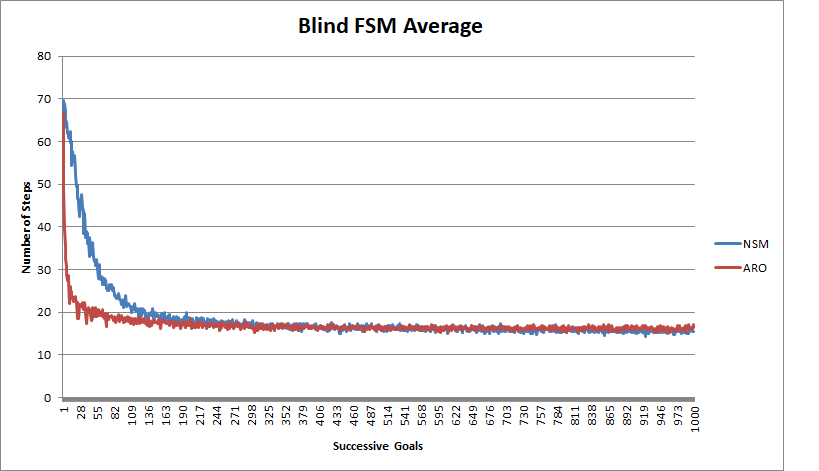 Blind FSM Average
80
70
60
50
40
30
20
10
0
Number of Steps
1 28 55 82 109 136 163 190 217 244 271 298 325 352 379 406 433 460 487 514 541 568 595 622 649 676 703 730 757 784 811 838 865 892 919 946 973 1000
Successive Goals
NSM
ARO